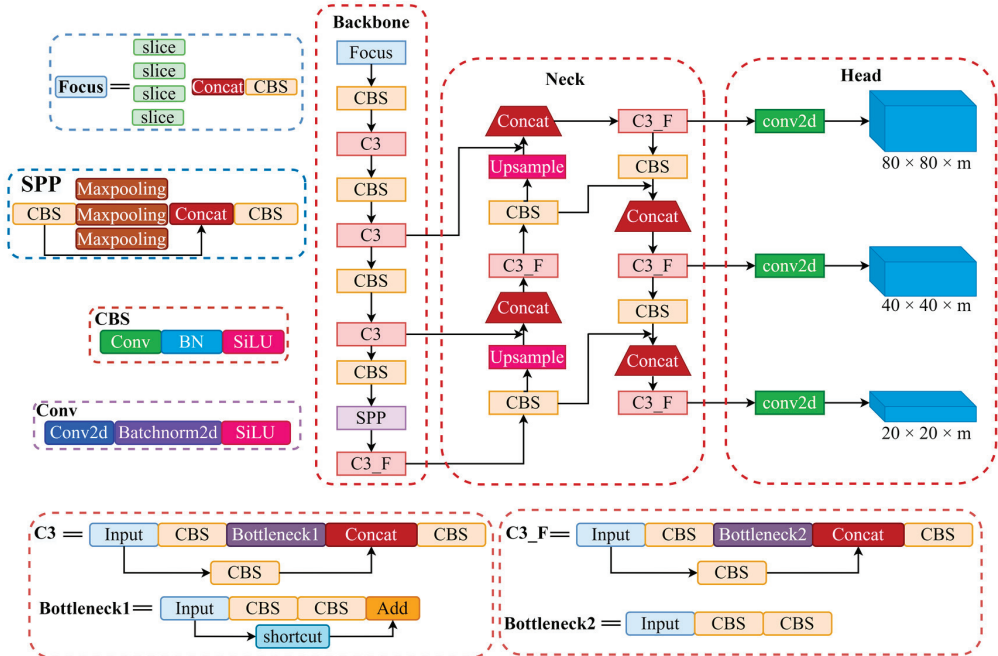 Backbone
Focus
CBS
C3
CBS
C3
CBS
C3
CBS
SPP
C3_F
slice
slice
slice
slice
Focus
Concat CBS
SPP
Maxpooling
CBS Maxpooling Concat CBS
Maxpooling
CBS
Conv BN SiLU
Conv
Conv2d Batchnorm2d SiLU
Neck
Concat
Upsample
CBS
C3_F
Concat
Upsample
CBS
C3_F
CBS
Concat
C3_F
CBS
Concat
C3_F
Head
conv2d
80 × 80 × m
conv2d
40 × 40 × m
conv2d
20 × 20 × m
C3 = Input CBS Bottleneck1 Concat CBS
CBS
Bottleneck1 = Input CBS CBS Add
shortcut
C3_F = Input CBS Bottleneck2 Concat CBS
CBS
Bottleneck2 = Input CBS CBS